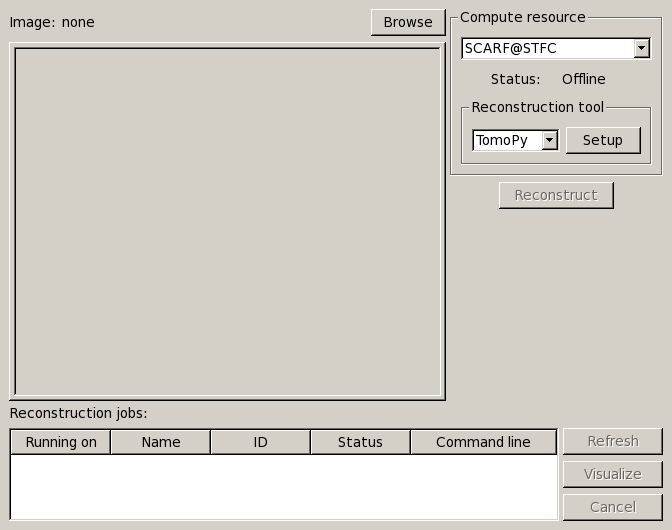 Image: none
Browse
Compute resource
SCARF@STFC
Status: Offline
Reconstruction tool
TomoPy
Setup
Reconstruct
Reconstruction jobs:
Running on Name ID Status Command line
Refresh
Visualize
Cancel